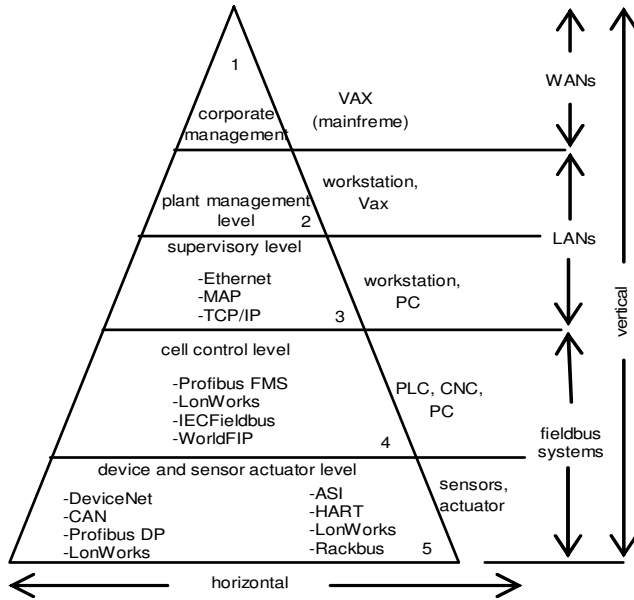 1
corporate
management
VAX
(mainfreme)
WANs
plant management
level
2
workstation,
Vax
LANs
supervisory level
-Ethernet
-MAP
-TCP/IP
3
workstation,
PC
vertical
cell control level
-Profibus FMS
-LonWorks
-IECFieldbus
-WorldFIP
4
PLC, CNC,
PC
fieldbus
systems
device and sensor actuator level
-DeviceNet
-CAN
-Profibus DP
-LonWorks
-ASI
-HART
-LonWorks
-Rackbus
5
sensors,
actuator
horizontal